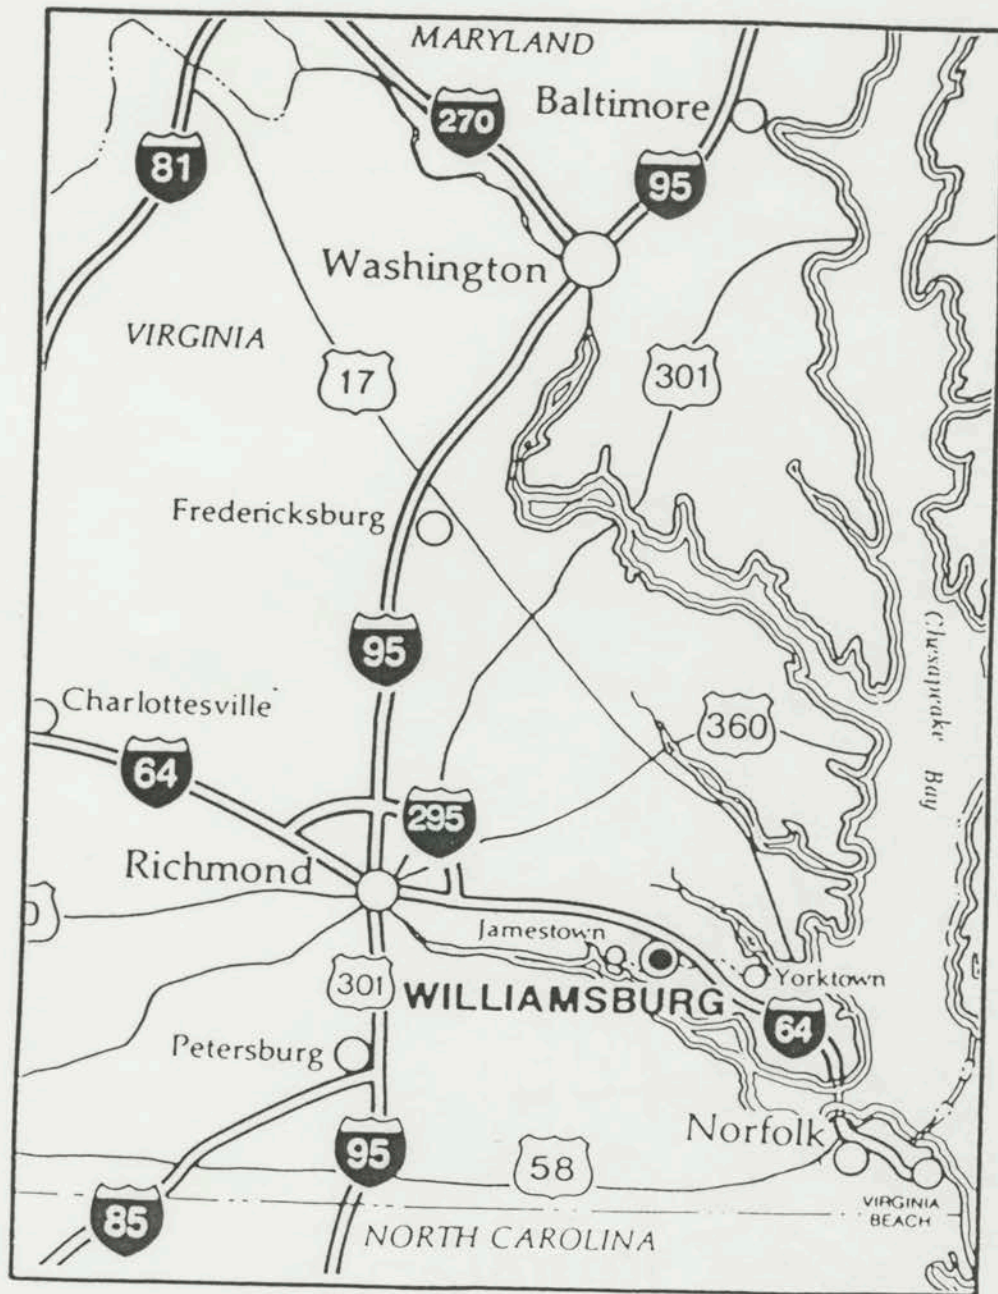 MARYLAND
270
Baltimore
81
95
Washington
VIRGINIA
17
301
Fredericksburg
95
Chesapeake Bay
Charlottesville
360
64
295
Richmond
Jamestown
Yorktown
301
WILLIAMSBURG
64
Petersburg
Norfolk
95
58
VIRGINIA
BEACH
85
NORTH CAROLINA